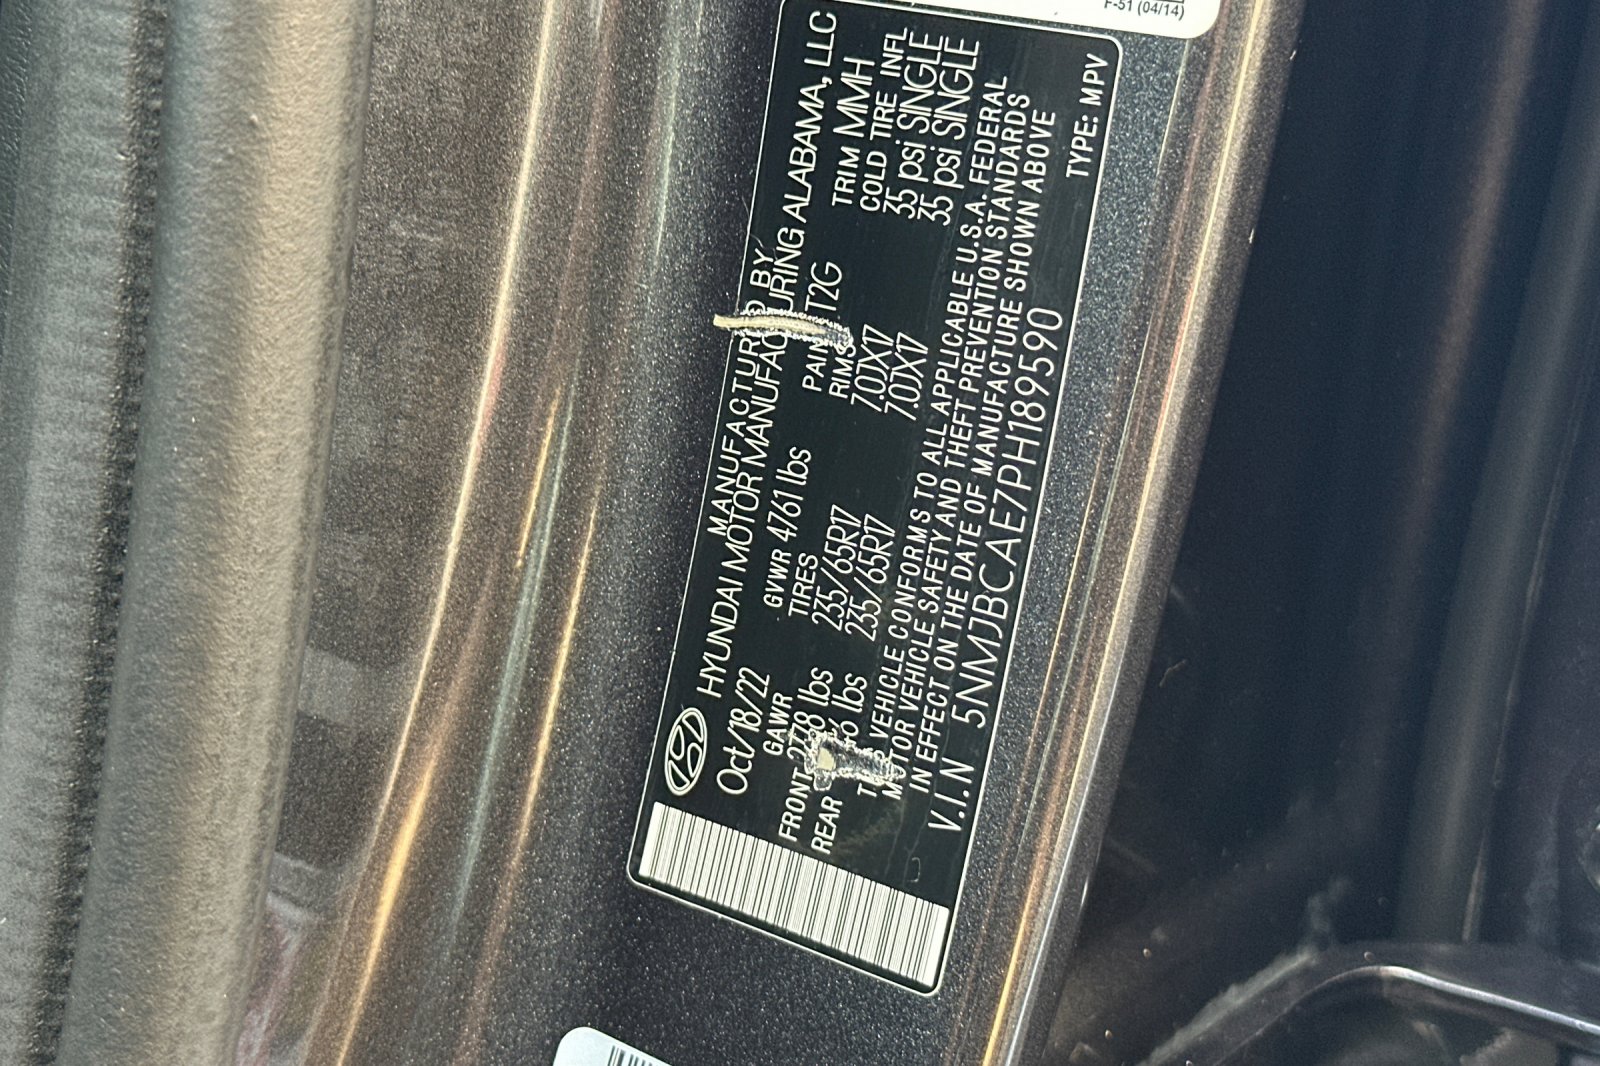 F-51 (04/14)
MANUFACTURED BY
HYUNDAI MOTOR MANUFACTURING ALABAMA, LLC
Oct/18/22 GVWR 4761 lbs PAINT T2G TRIM MMH
GAWR TIRES RIMS COLD TIRE INFL
FRONT 2778 lbs 235/65R17 7.0JX17 35 psi SINGLE
REAR lbs 235/65R17 7.0JX17 35 psi SINGLE
VEHICLE CONFORMS TO ALL APPLICABLE U.S.A. FEDERAL
MOTOR VEHICLE SAFETY AND THEFT PREVENTION STANDARDS
IN EFFECT ON THE DATE OF MANUFACTURE SHOWN ABOVE
V.I.N 5NMJBCAE7PH189590 TYPE: MPV